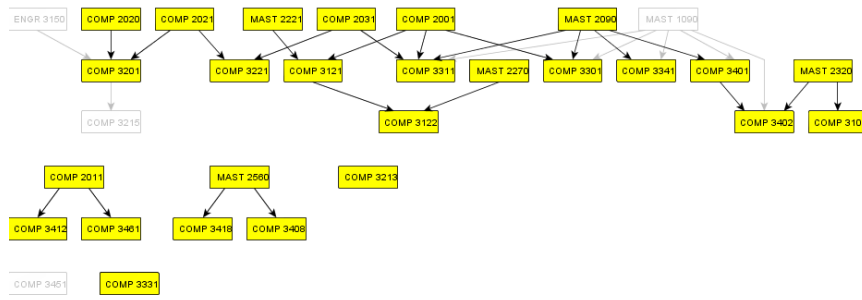 ENGR 3150 COMP 2020 COMP 2021 MAST 2221 COMP 2031 COMP 2001 MAST 2090 MAST 1090
COMP 3201 COMP 3221 COMP 3121 COMP 3311 MAST 2270 COMP 3301 COMP 3341 COMP 3401 MAST 2320
COMP 3215 COMP 3122 COMP 3402 COMP 310
COMP 2011 MAST 2560 COMP 3213
COMP 3412 COMP 3461 COMP 3418 COMP 3408
COMP 3451 COMP 3331